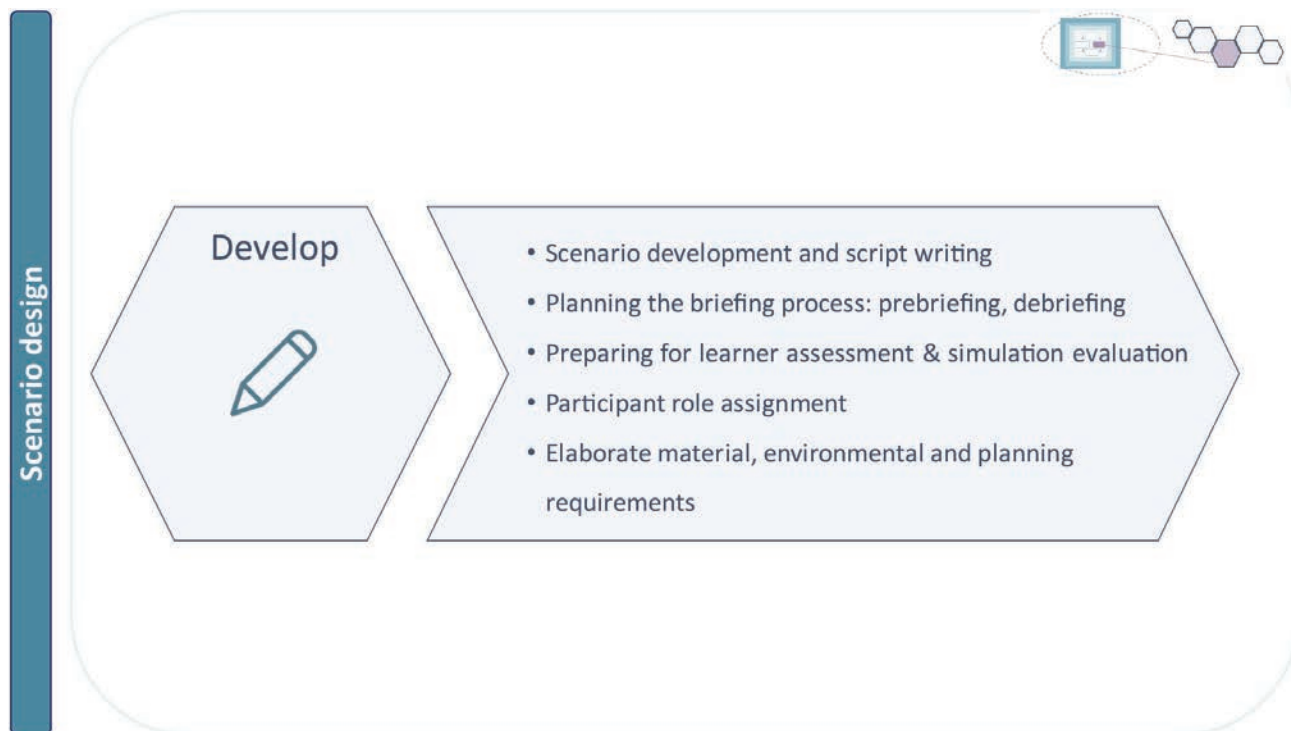 Scenario design
Develop
• Scenario development and script writing
• Planning the briefing process: prebriefing, debriefing
• Preparing for learner assessment & simulation evaluation
• Participant role assignment
• Elaborate material, environmental and planning
requirements